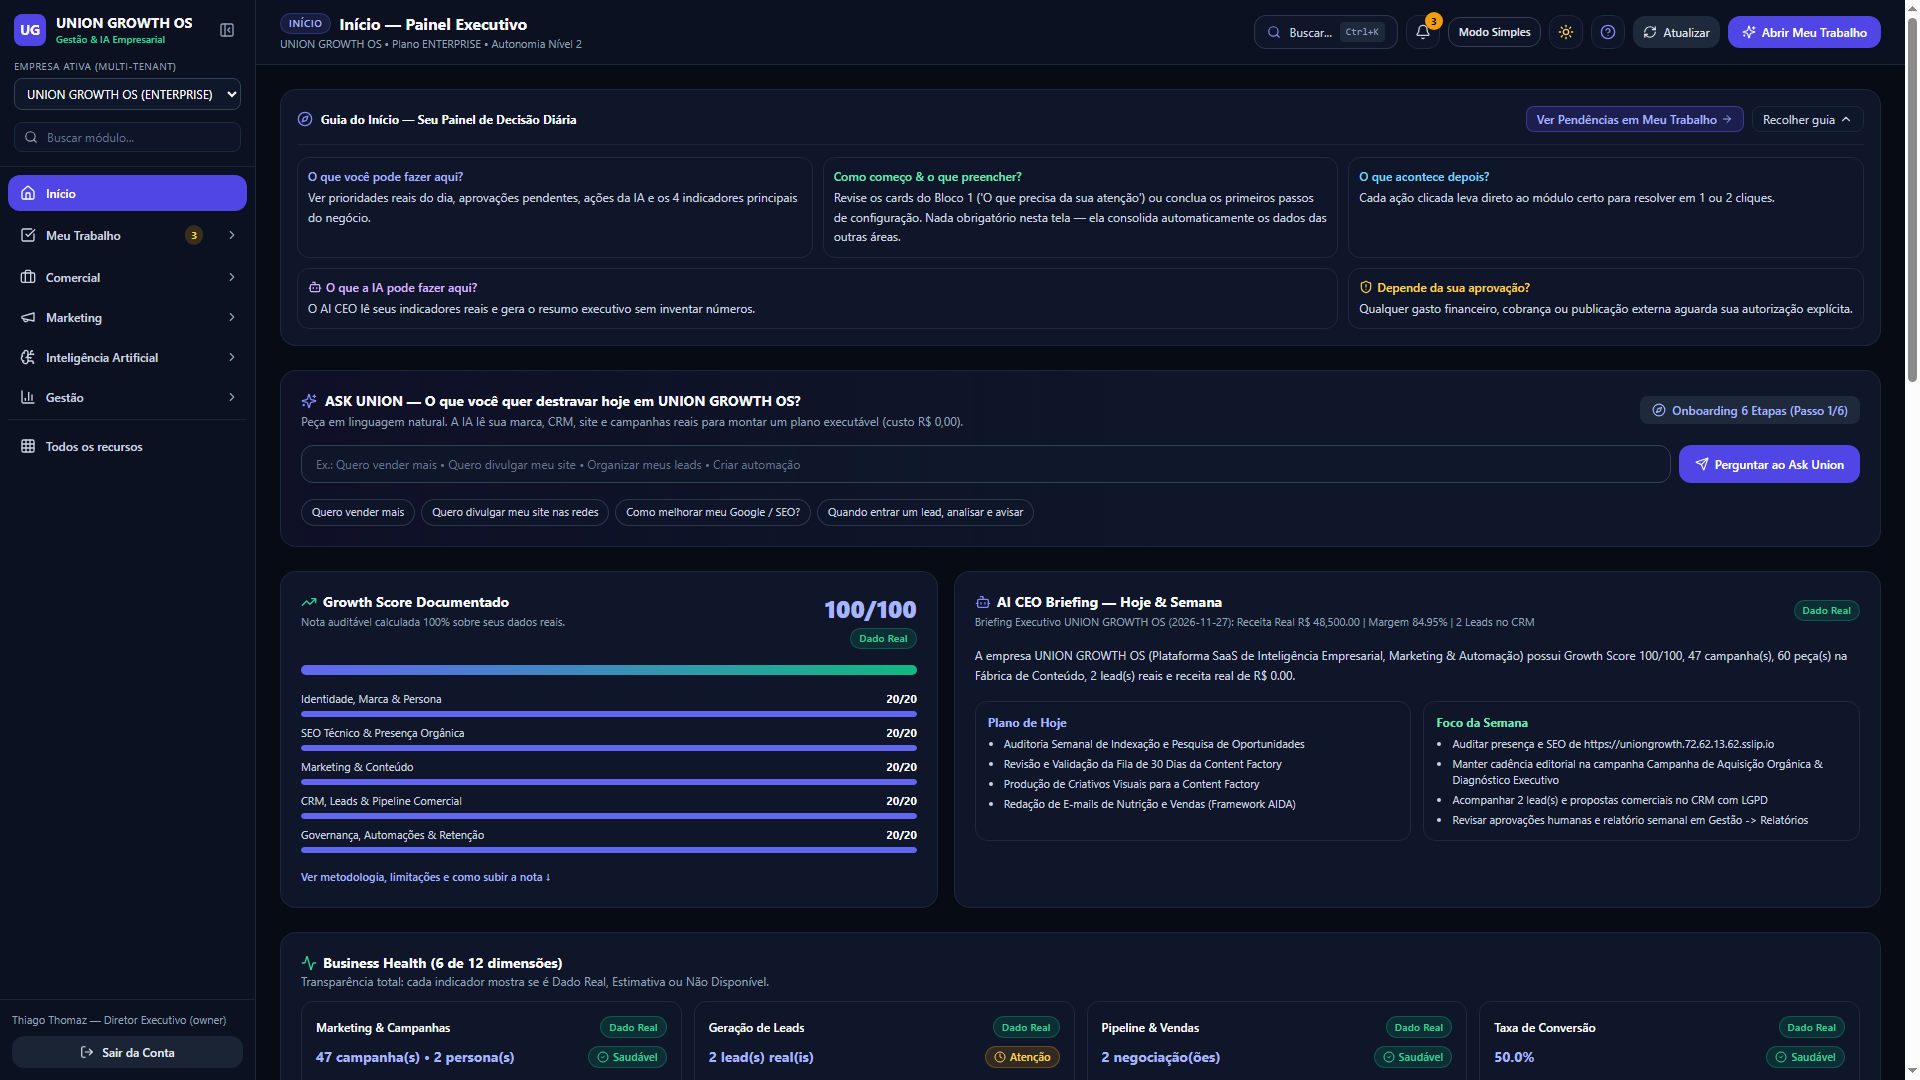 UG
UNION GROWTH OS
Gestão & IA Empresarial
EMPRESA ATIVA (MULTI-TENANT)
UNION GROWTH OS (ENTERPRISE)
Buscar módulo...
Início
Meu Trabalho
3
Comercial
Marketing
Inteligência Artificial
Gestão
Todos os recursos
Thiago Thomaz — Diretor Executivo (owner)
Sair da Conta
INÍCIO
Início — Painel Executivo
UNION GROWTH OS • Plano ENTERPRISE • Autonomia Nível 2
Buscar...
Ctrl+K
3
Modo Simples
Atualizar
Abrir Meu Trabalho
Guia do Início — Seu Painel de Decisão Diária
Ver Pendências em Meu Trabalho
Recolher guia
O que você pode fazer aqui?
Ver prioridades reais do dia, aprovações pendentes, ações da IA e os 4 indicadores principais
do negócio.
Como começo & o que preencher?
Revise os cards do Bloco 1 ('O que precisa da sua atenção') ou conclua os primeiros passos
de configuração. Nada obrigatório nesta tela — ela consolida automaticamente os dados das
outras áreas.
O que acontece depois?
Cada ação clicada leva direto ao módulo certo para resolver em 1 ou 2 cliques.
O que a IA pode fazer aqui?
O AI CEO lê seus indicadores reais e gera o resumo executivo sem inventar números.
Depende da sua aprovação?
Qualquer gasto financeiro, cobrança ou publicação externa aguarda sua autorização explícita.
ASK UNION — O que você quer destravar hoje em UNION GROWTH OS?
Peça em linguagem natural. A IA lê sua marca, CRM, site e campanhas reais para montar um plano executável (custo R$ 0,00).
Onboarding 6 Etapas (Passo 1/6)
Ex.: Quero vender mais • Quero divulgar meu site • Organizar meus leads • Criar automação
Perguntar ao Ask Union
Quero vender mais
Quero divulgar meu site nas redes
Como melhorar meu Google / SEO?
Quando entrar um lead, analisar e avisar
Growth Score Documentado
Nota auditável calculada 100% sobre seus dados reais.
100/100
Dado Real
Identidade, Marca & Persona
20/20
SEO Técnico & Presença Orgânica
20/20
Marketing & Conteúdo
20/20
CRM, Leads & Pipeline Comercial
20/20
Governança, Automações & Retenção
20/20
Ver metodologia, limitações e como subir a nota ↓
AI CEO Briefing — Hoje & Semana
Briefing Executivo UNION GROWTH OS (2026-11-27): Receita Real R$ 48,500.00 | Margem 84.95% | 2 Leads no CRM
Dado Real
A empresa UNION GROWTH OS (Plataforma SaaS de Inteligência Empresarial, Marketing & Automação) possui Growth Score 100/100, 47 campanha(s), 60 peça(s) na
Fábrica de Conteúdo, 2 lead(s) reais e receita real de R$ 0.00.
Plano de Hoje
• Auditoria Semanal de Indexação e Pesquisa de Oportunidades
• Revisão e Validação da Fila de 30 Dias da Content Factory
• Produção de Criativos Visuais para a Content Factory
• Redação de E-mails de Nutrição e Vendas (Framework AIDA)
Foco da Semana
• Auditar presença e SEO de https://uniongrowth.72.62.13.62.sslip.io
• Manter cadência editorial na campanha Campanha de Aquisição Orgânica &
Diagnóstico Executivo
• Acompanhar 2 lead(s) e propostas comerciais no CRM com LGPD
• Revisar aprovações humanas e relatório semanal em Gestão -> Relatórios
Business Health (6 de 12 dimensões)
Transparência total: cada indicador mostra se é Dado Real, Estimativa ou Não Disponível.
Marketing & Campanhas
Dado Real
47 campanha(s) • 2 persona(s)
Saudável
Geração de Leads
Dado Real
2 lead(s) real(is)
Atenção
Pipeline & Vendas
Dado Real
2 negociação(ões)
Saudável
Taxa de Conversão
Dado Real
50.0%
Saudável